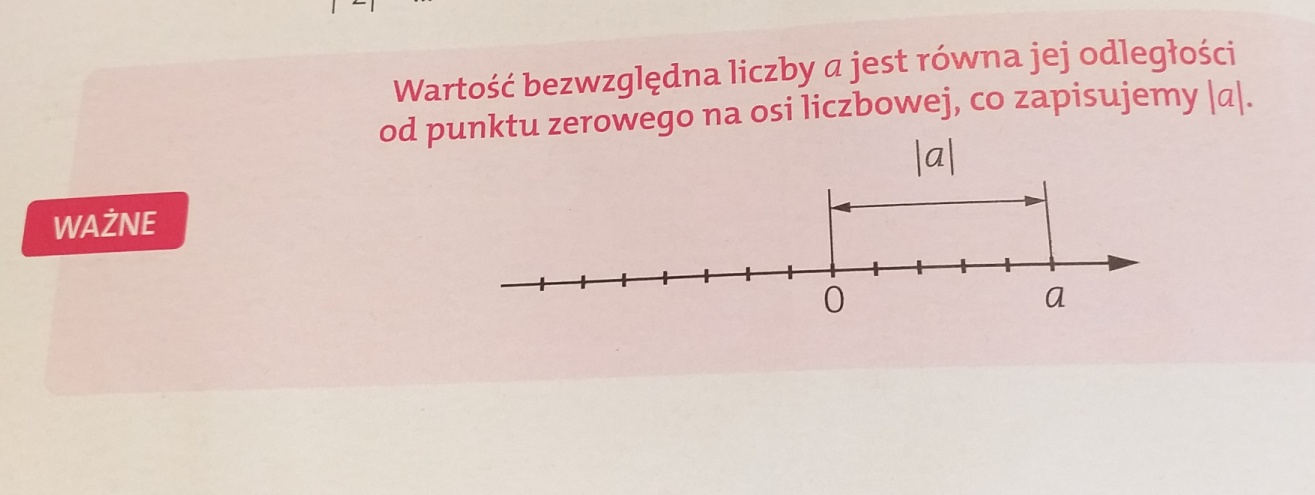 Wartość bezwzględna liczby a jest równa jej odległości
od punktu zerowego na osi liczbowej, co zapisujemy |a|.
|a|
WAŻNE
0
a